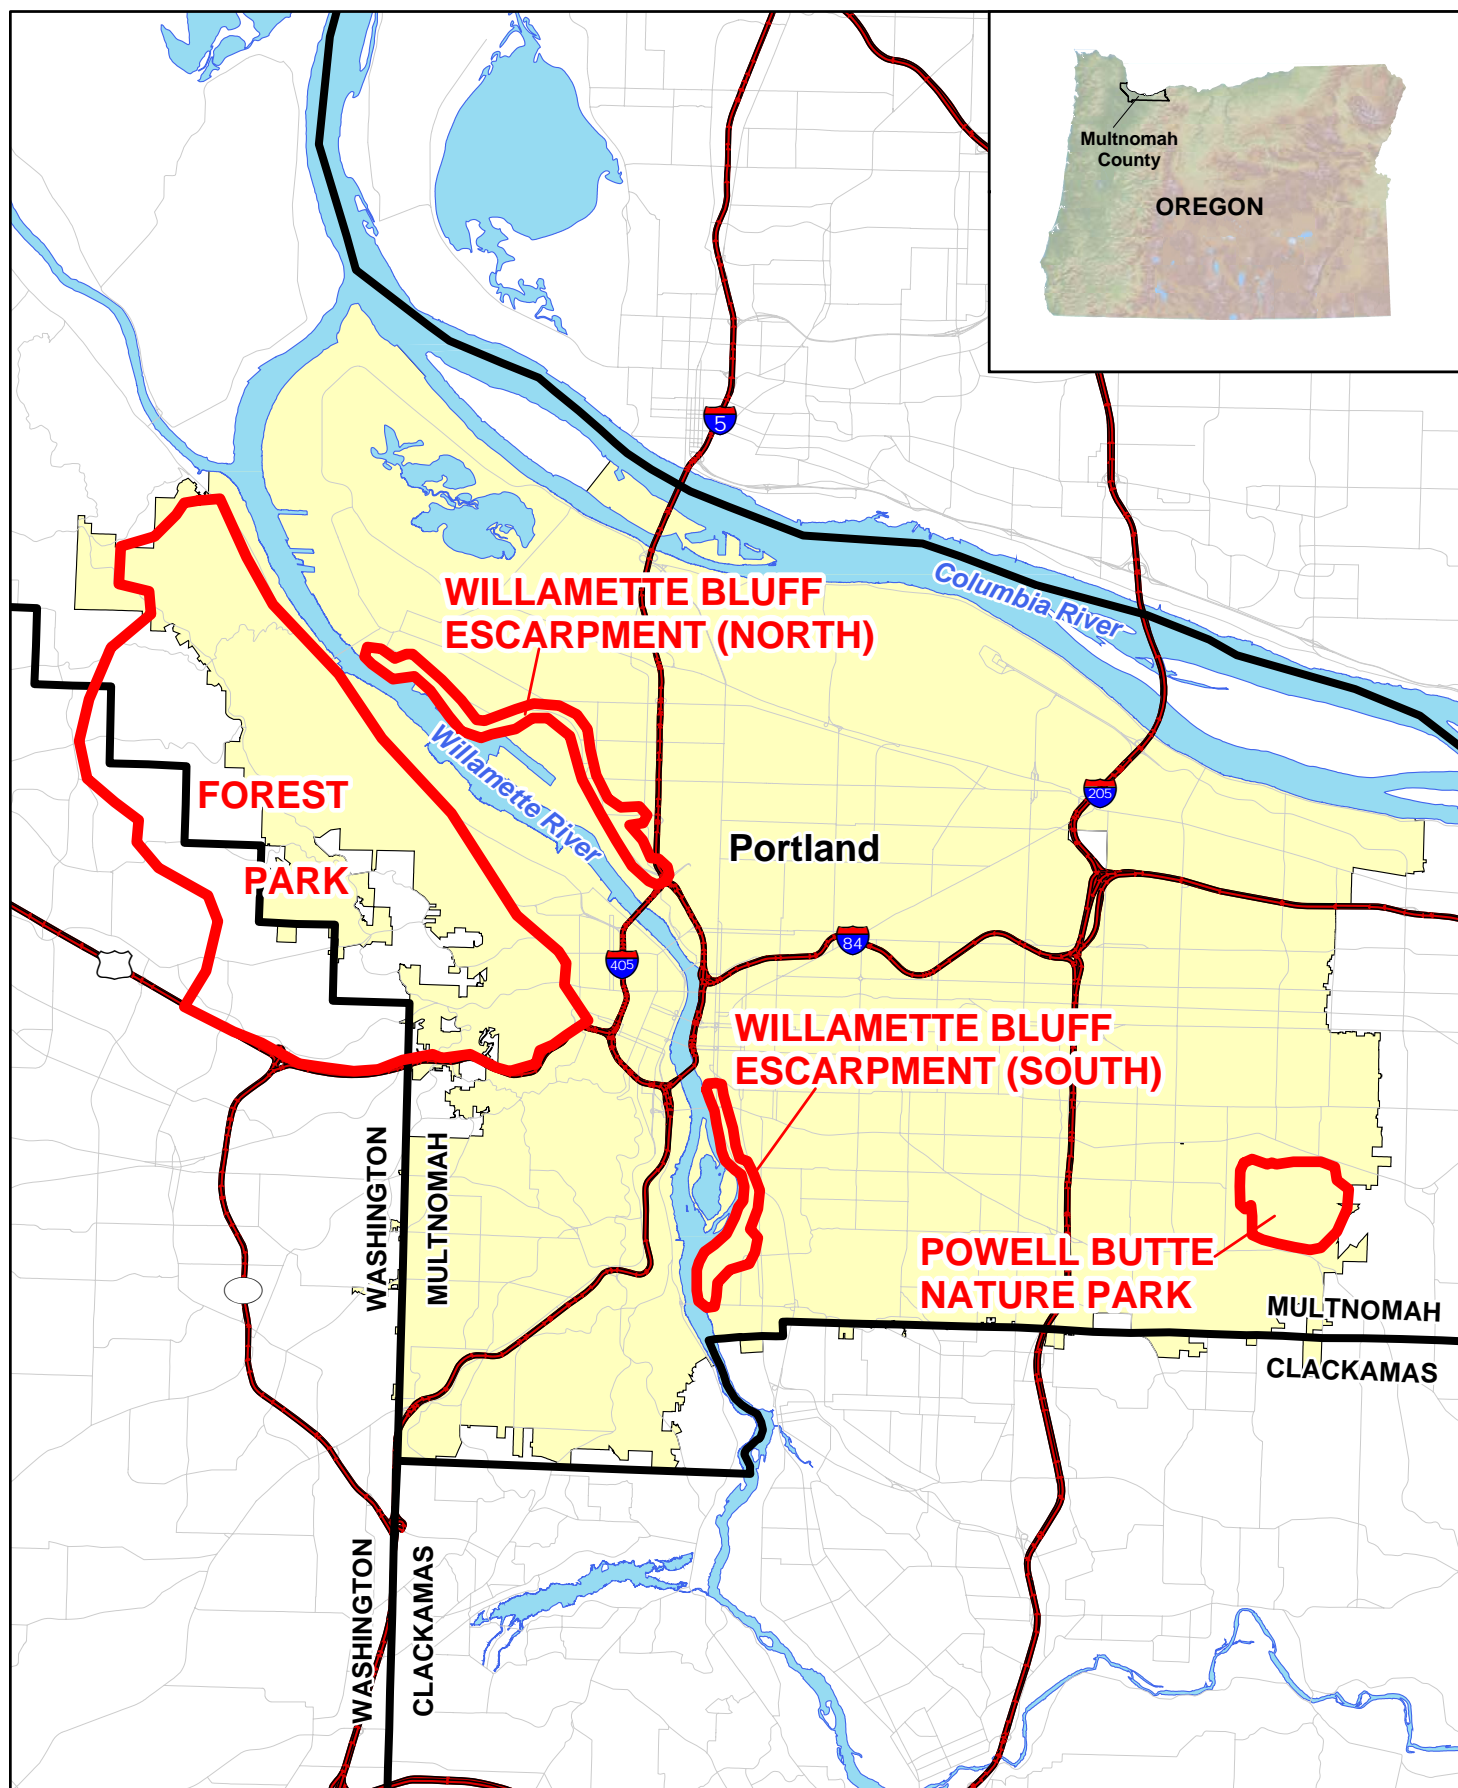 Multnomah
County
OREGON
5
WILLAMETTE BLUFF
ESCARPMENT (NORTH)
Columbia River
Willamette River
FOREST
PARK
205
Portland
84
405
WILLAMETTE BLUFF
ESCARPMENT (SOUTH)
WASHINGTON
MULTNOMAH
POWELL BUTTE
NATURE PARK
MULTNOMAH
CLACKAMAS
WASHINGTON
CLACKAMAS